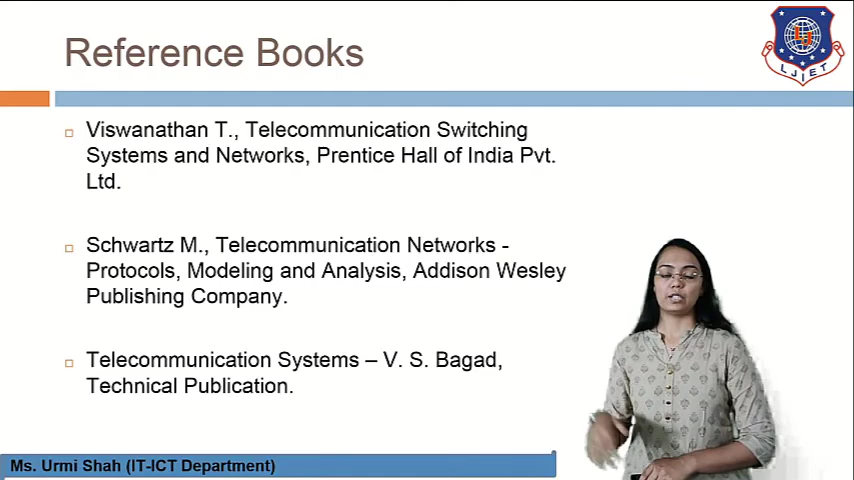 Reference Books
LJ
LJIET
Viswanathan T., Telecommunication Switching
Systems and Networks, Prentice Hall of India Pvt.
Ltd.
Schwartz M., Telecommunication Networks -
Protocols, Modeling and Analysis, Addison Wesley
Publishing Company.
Telecommunication Systems – V. S. Bagad,
Technical Publication.
Ms. Urmi Shah (IT-ICT Department)